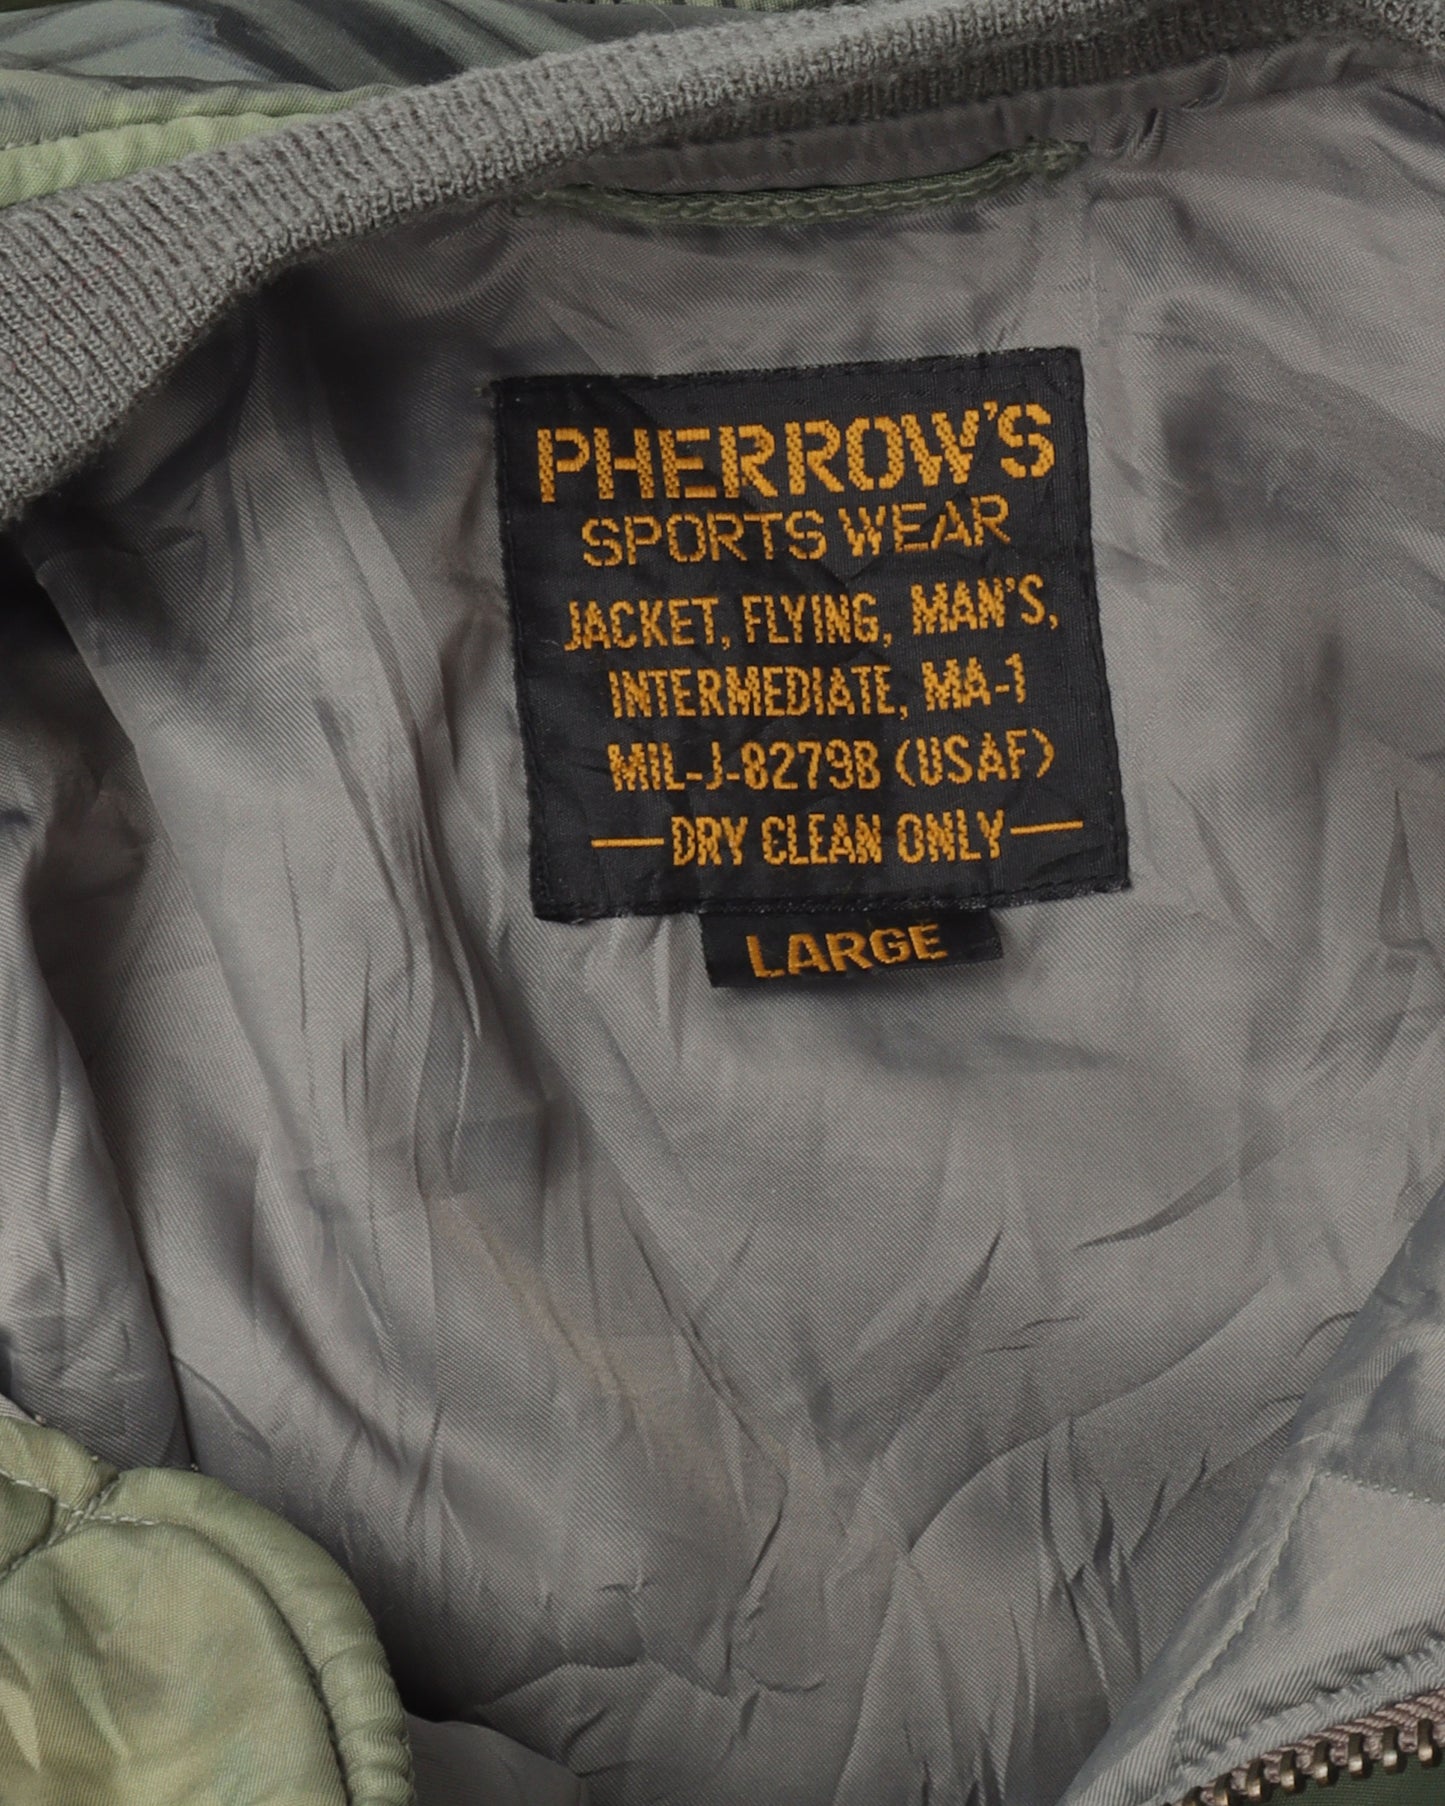 PHERROW'S
SPORTS WEAR
JACKET, FLYING, MAN'S,
INTERMEDIATE, MA-1
MIL-J-8279B (USAF)
— DRY CLEAN ONLY —
LARGE